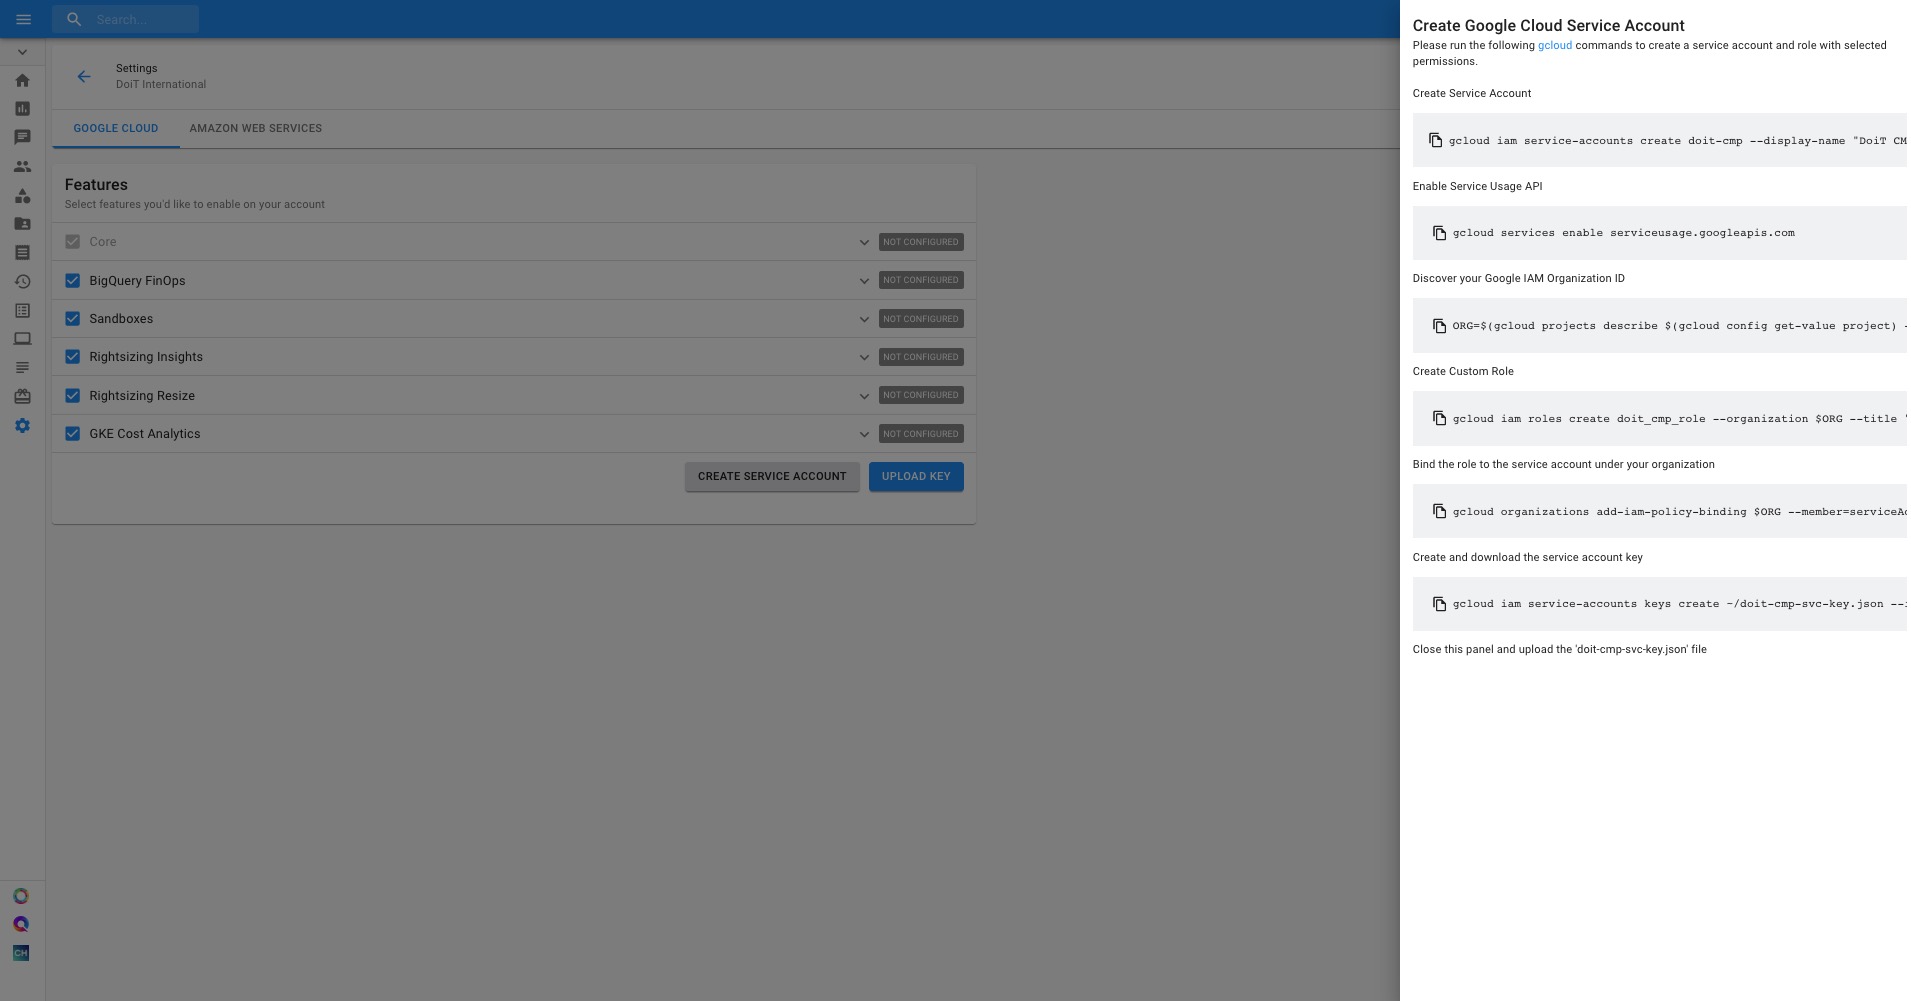 Search...
Settings
DoiT International
GOOGLE CLOUD AMAZON WEB SERVICES
Features
Select features you'd like to enable on your account
Core NOT CONFIGURED
BigQuery FinOps NOT CONFIGURED
Sandboxes NOT CONFIGURED
Rightsizing Insights NOT CONFIGURED
Rightsizing Resize NOT CONFIGURED
GKE Cost Analytics NOT CONFIGURED
CREATE SERVICE ACCOUNT UPLOAD KEY
CH
Create Google Cloud Service Account
Please run the following gcloud commands to create a service account and role with selected
permissions.
Create Service Account
gcloud iam service-accounts create doit-cmp --display-name "DoiT CM
Enable Service Usage API
gcloud services enable serviceusage.googleapis.com
Discover your Google IAM Organization ID
ORG=$(gcloud projects describe $(gcloud config get-value project) -
Create Custom Role
gcloud iam roles create doit_cmp_role --organization $ORG --title "
Bind the role to the service account under your organization
gcloud organizations add-iam-policy-binding $ORG --member=serviceAc
Create and download the service account key
gcloud iam service-accounts keys create ~/doit-cmp-svc-key.json --i
Close this panel and upload the 'doit-cmp-svc-key.json' file